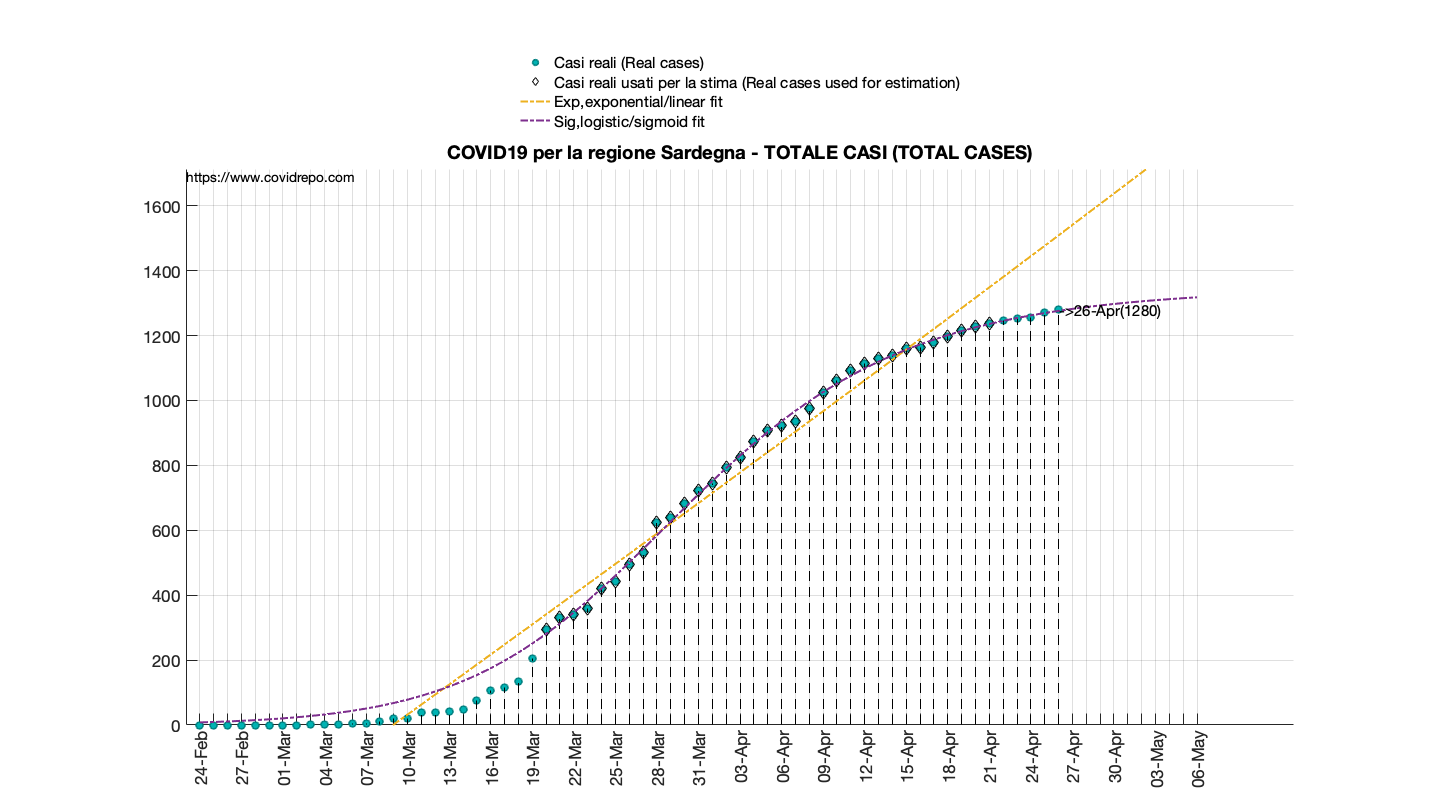 Casi reali (Real cases)
Casi reali usati per la stima (Real cases used for estimation)
Exp,exponential/linear fit
Sig,logistic/sigmoid fit
COVID19 per la regione Sardegna - TOTALE CASI (TOTAL CASES)
https://www.covidrepo.com
1600
1400
1200
1000
800
600
400
200
0
>26-Apr(1280)
24-Feb
27-Feb
01-Mar
04-Mar
07-Mar
10-Mar
13-Mar
16-Mar
19-Mar
22-Mar
25-Mar
28-Mar
31-Mar
03-Apr
06-Apr
09-Apr
12-Apr
15-Apr
18-Apr
21-Apr
24-Apr
27-Apr
30-Apr
03-May
06-May